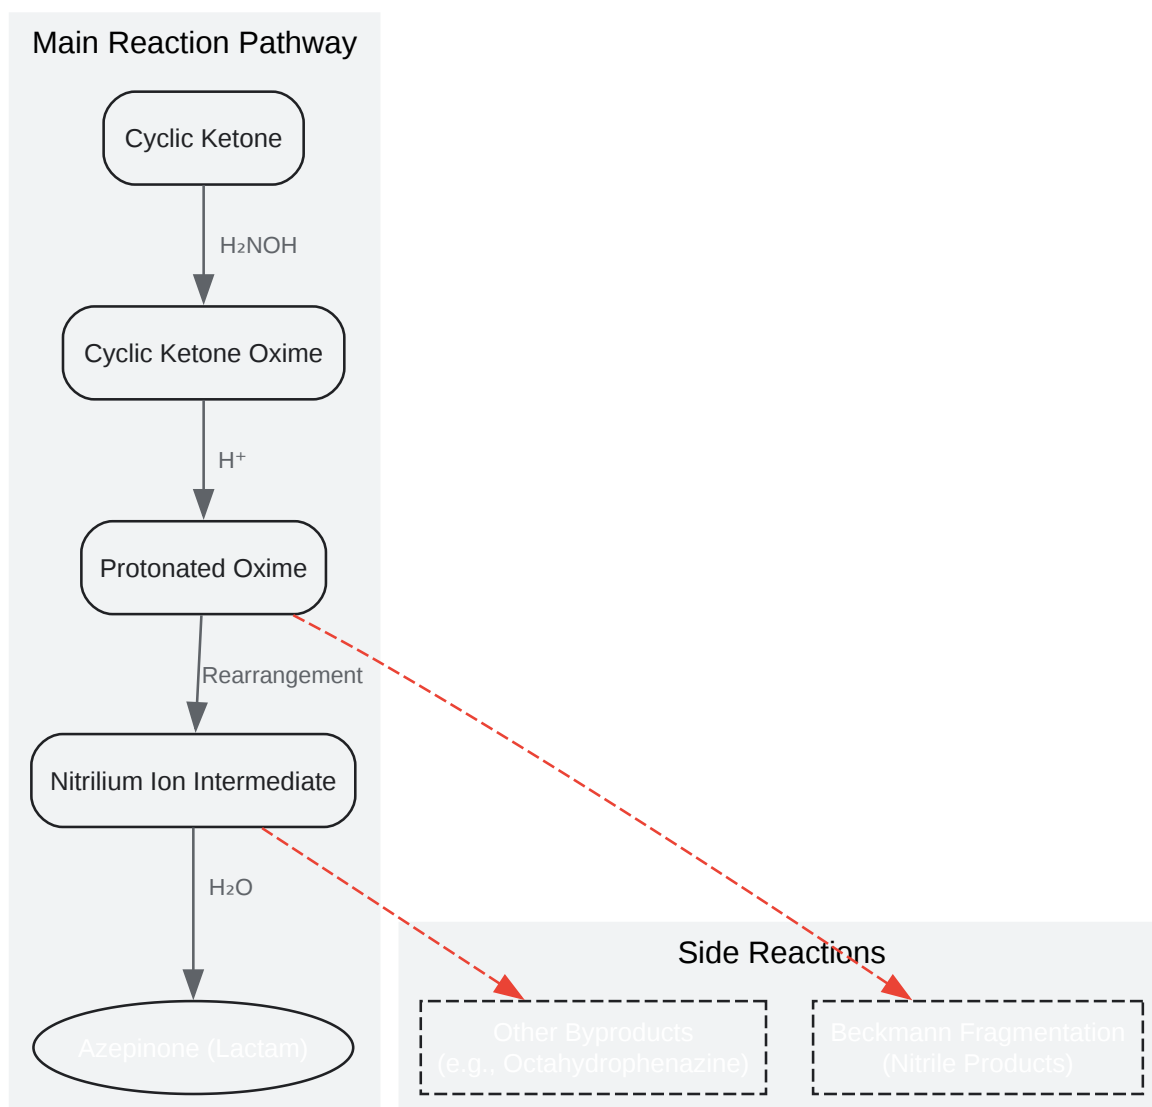 Main Reaction Pathway
Cyclic Ketone
H₂NOH
Cyclic Ketone Oxime
H⁺
Protonated Oxime
Rearrangement
Nitrilium Ion Intermediate
H₂O
Azepinone (Lactam)
Side Reactions
Other Byproducts
(e.g., Octahydrophenazine)
Beckmann Fragmentation
(Nitrile Products)